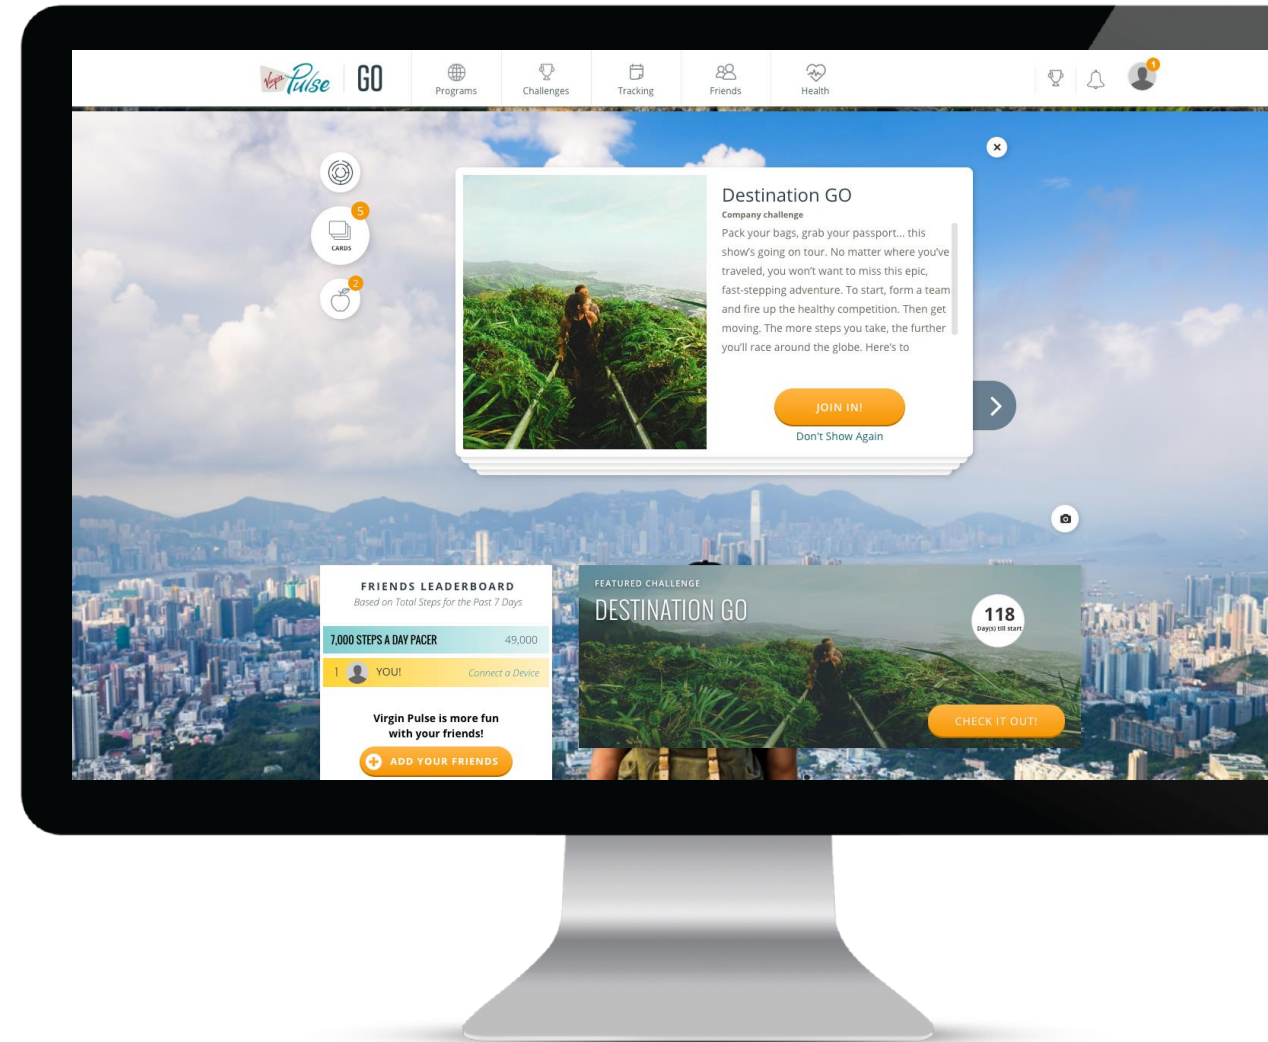 Virgin Pulse GO
Programs
Challenges
Tracking
Friends
Health
1
5
CARDS
2
Destination GO
Company challenge
Pack your bags, grab your passport... this
show's going on tour. No matter where you've
traveled, you won't want to miss this epic,
fast-stepping adventure. To start, form a team
and fire up the healthy competition. Then get
moving. The more steps you take, the further
you'll race around the globe. Here's to
JOIN IN!
Don't Show Again
FRIENDS LEADERBOARD
Based on Total Steps for the Past 7 Days
7,000 STEPS A DAY PACER 49,000
1 YOU! Connect a Device
Virgin Pulse is more fun
with your friends!
ADD YOUR FRIENDS
FEATURED CHALLENGE
DESTINATION GO
118
Day(s) till start
CHECK IT OUT!